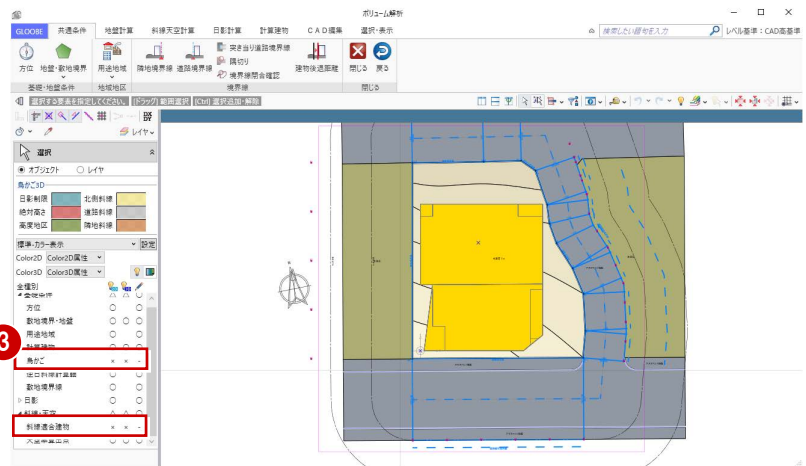 ボリューム解析
GLOOBE 共通条件 地盤計算 斜線天空計算 日影計算 計算建物 CAD編集 選択・表示
検索したい語句を入力 レベル基準：CAD高基準
方位 地盤・敷地境界 用途地域 隣地境界線 道路境界線
突き当り道路境界線
隅切り
境界線閉合確認
建物後退距離 閉じる 戻る
基礎・地盤条件 地域地区 境界線 閉じる
選択する要素を指定してください。 [ドラッグ] 範囲選択 [Ctrl] 選択追加・解除
レイヤ
選択
オブジェクト レイヤ
鳥かご3D
日影制限 北側斜線
絶対高さ 道路斜線
高度地区 隣地斜線
標準-カラー表示 設定
Color2D Color2D属性
Color3D Color3D属性
全種別
方位
敷地境界・地盤
用途地域
3
鳥かご × × -
敷地境界線
日影
斜線適合建物 × × -